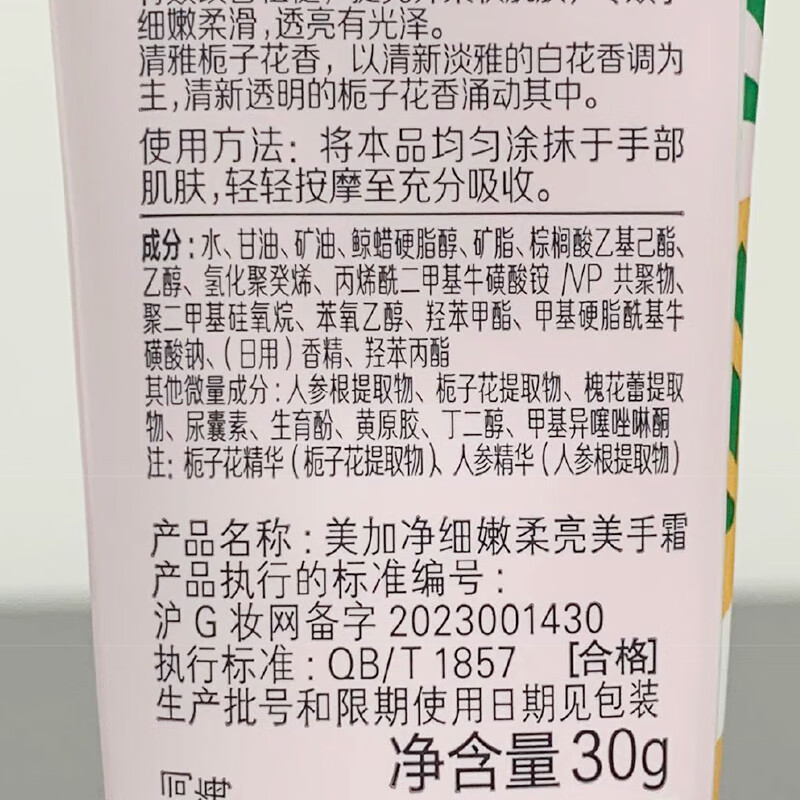 细嫩柔滑,透亮有光泽。
清雅栀子花香，以清新淡雅的白花香调为
主,清新透明的栀子花香涌动其中。
使用方法：将本品均匀涂抹于手部
肌肤,轻轻按摩至充分吸收。
成分:水、甘油、矿油、鲸蜡硬脂醇、矿脂、棕榈酸乙基己酯、
乙醇、氢化聚癸烯、丙烯酰二甲基牛磺酸铵 /VP 共聚物、
聚二甲基硅氧烷、苯氧乙醇、羟苯甲酯、甲基硬脂酰基牛
磺酸钠、(日用)香精、羟苯丙酯
其他微量成分:人参根提取物、栀子花提取物、槐花蕾提取
物、尿囊素、生育酚、黄原胶、丁二醇、甲基异噻唑啉酮
注: 栀子花精华(栀子花提取物)、人参精华(人参根提取物)
产品名称:美加净细嫩柔亮美手霜
产品执行的标准编号:
沪G妆网备字2023001430
执行标准:QB/T 1857 [合格]
生产批号和限期使用日期见包装
净含量30g